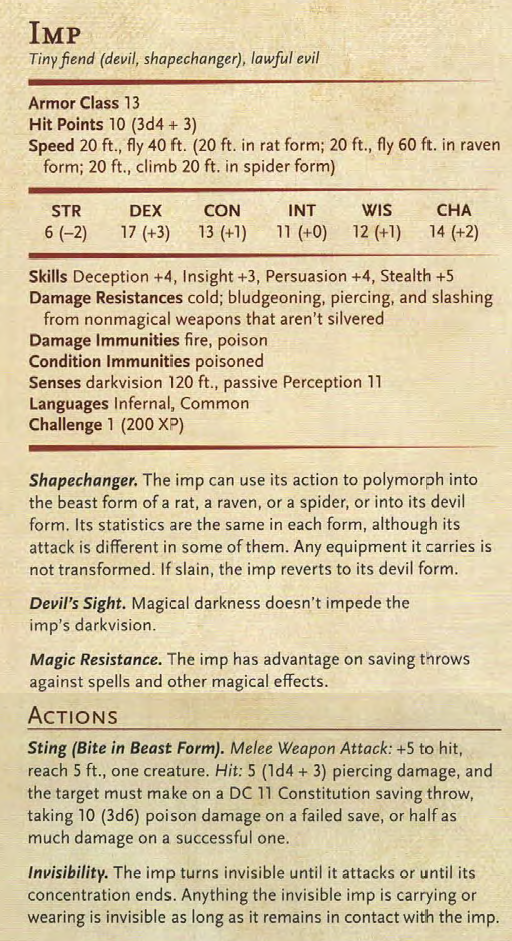 IMP
Tiny fiend (devil, shapechanger), lawful evil
Armor Class 13
Hit Points 10 (3d4 + 3)
Speed 20 ft., fly 40 ft. (20 ft. in rat form; 20 ft., fly 60 ft. in raven
form; 20 ft., climb 20 ft. in spider form)
STR DEX CON INT WIS CHA
6 (–2) 17 (+3) 13 (+1) 11 (+0) 12 (+1) 14 (+2)
Skills Deception +4, Insight +3, Persuasion +4, Stealth +5
Damage Resistances cold; bludgeoning, piercing, and slashing
from nonmagical weapons that aren't silvered
Damage Immunities fire, poison
Condition Immunities poisoned
Senses darkvision 120 ft., passive Perception 11
Languages Infernal, Common
Challenge 1 (200 XP)
Shapechanger. The imp can use its action to polymorph into
the beast form of a rat, a raven, or a spider, or into its devil
form. Its statistics are the same in each form, although its
attack is different in some of them. Any equipment it carries is
not transformed. If slain, the imp reverts to its devil form.
Devil's Sight. Magical darkness doesn't impede the
imp's darkvision.
Magic Resistance. The imp has advantage on saving throws
against spells and other magical effects.
ACTIONS
Sting (Bite in Beast Form). Melee Weapon Attack: +5 to hit,
reach 5 ft., one creature. Hit: 5 (1d4 + 3) piercing damage, and
the target must make on a DC 11 Constitution saving throw,
taking 10 (3d6) poison damage on a failed save, or half as
much damage on a successful one.
Invisibility. The imp turns invisible until it attacks or until its
concentration ends. Anything the invisible imp is carrying or
wearing is invisible as long as it remains in contact with the imp.